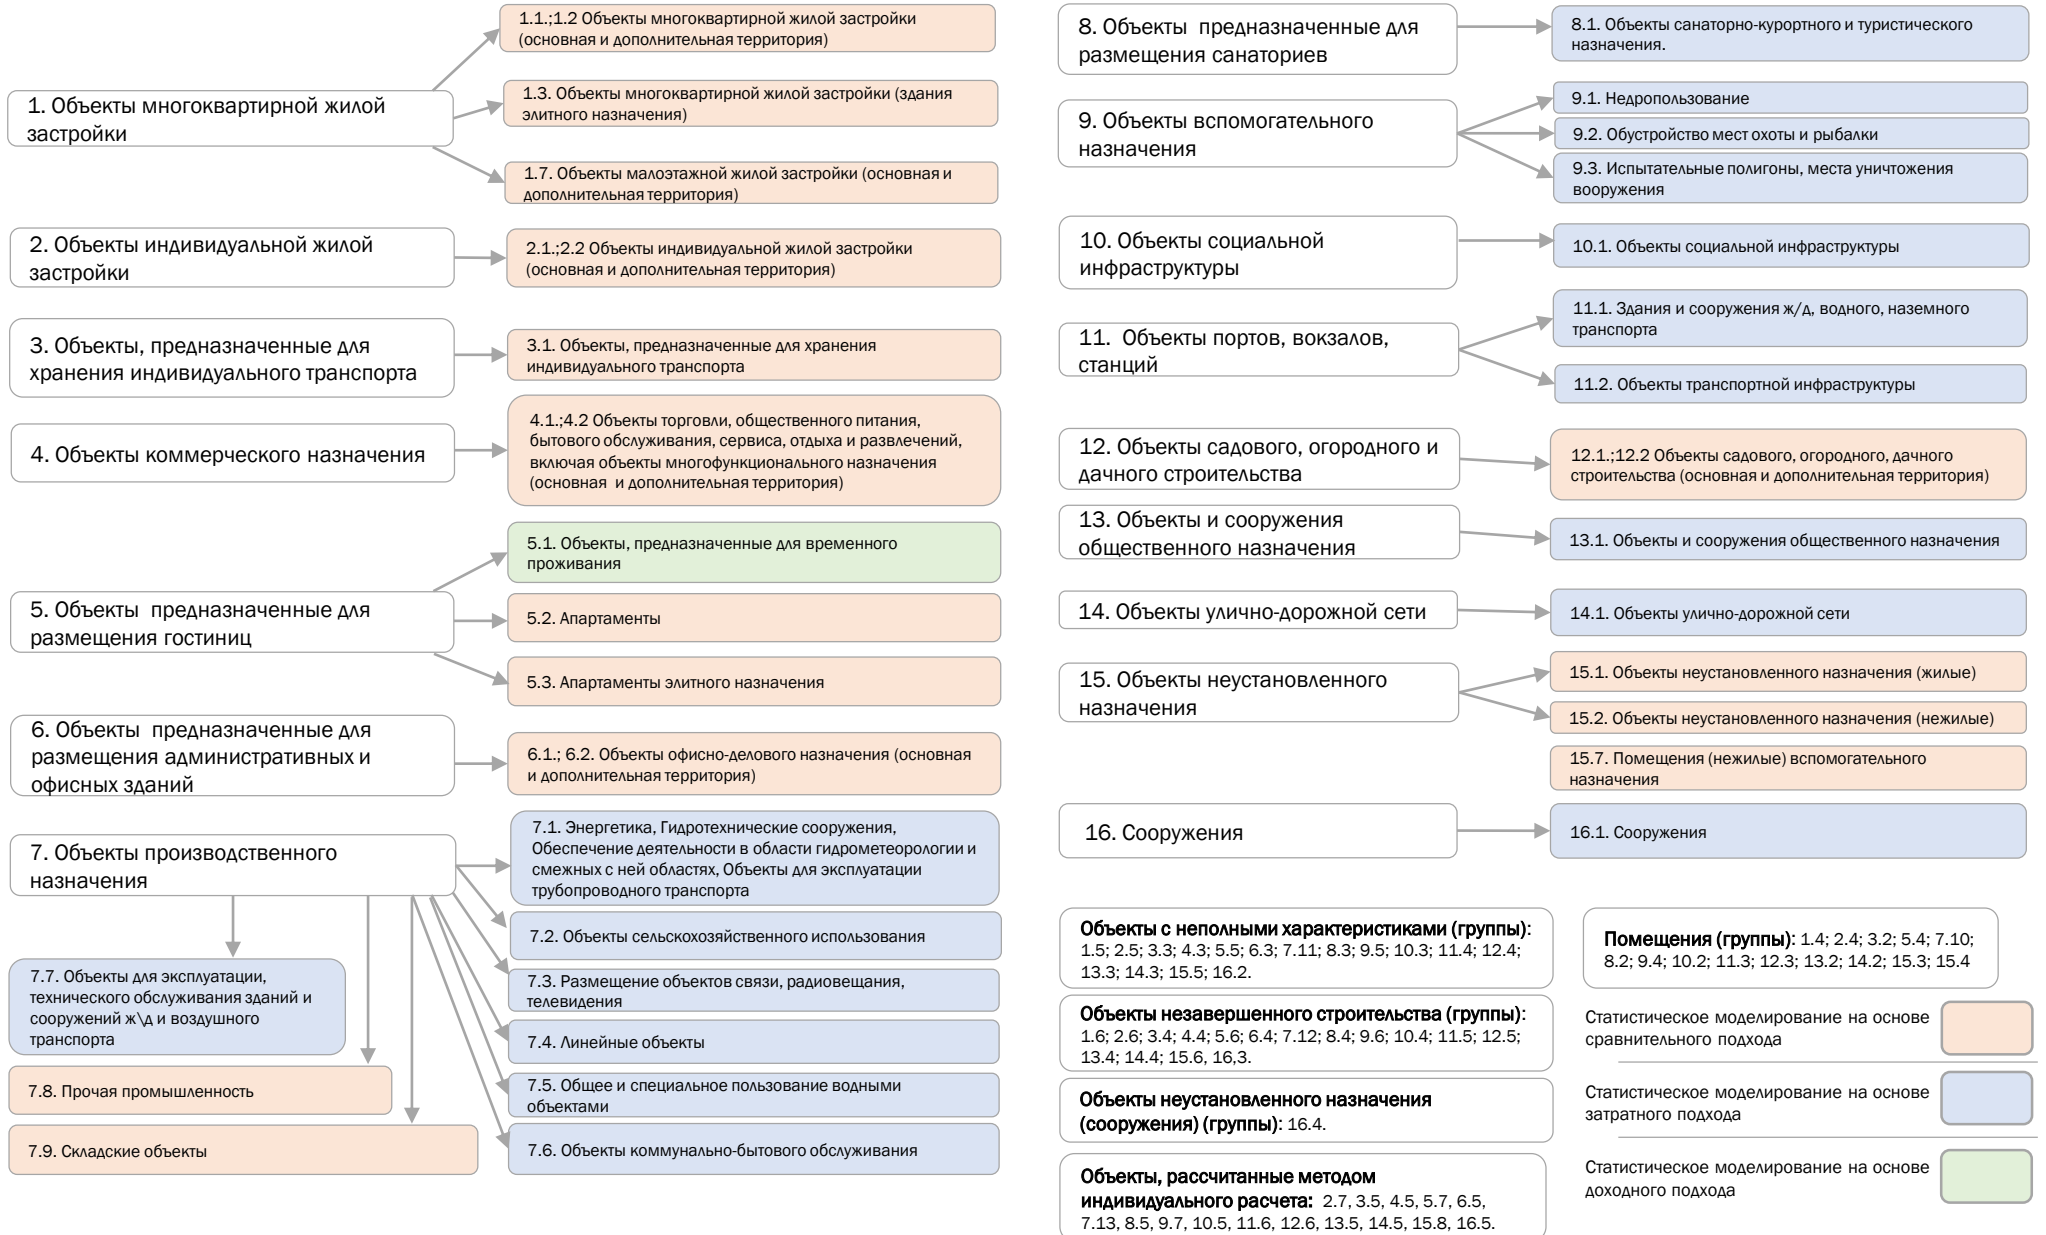 1. Объекты многоквартирной жилой
застройки
1.1.;1.2 Объекты многоквартирной жилой застройки
(основная и дополнительная территория)
1.3. Объекты многоквартирной жилой застройки (здания
элитного назначения)
1.7. Объекты малоэтажной жилой застройки (основная и
дополнительная территория)
2. Объекты индивидуальной жилой
застройки
2.1.;2.2 Объекты индивидуальной жилой застройки
(основная и дополнительная территория)
3. Объекты, предназначенные для
хранения индивидуального транспорта
3.1. Объекты, предназначенные для хранения
индивидуального транспорта
4. Объекты коммерческого назначения
4.1.;4.2 Объекты торговли, общественного питания,
бытового обслуживания, сервиса, отдыха и развлечений,
включая объекты многофункционального назначения
(основная и дополнительная территория)
5. Объекты предназначенные для
размещения гостиниц
5.1. Объекты, предназначенные для временного
проживания
5.2. Апартаменты
5.3. Апартаменты элитного назначения
6. Объекты предназначенные для
размещения административных и
офисных зданий
6.1.; 6.2. Объекты офисно-делового назначения (основная
и дополнительная территория)
7. Объекты производственного
назначения
7.1. Энергетика, Гидротехнические сооружения,
Обеспечение деятельности в области гидрометеорологии и
смежных с ней областях, Объекты для эксплуатации
трубопроводного транспорта
7.2. Объекты сельскохозяйственного использования
7.3. Размещение объектов связи, радиовещания,
телевидения
7.4. Линейные объекты
7.5. Общее и специальное пользование водными
объектами
7.6. Объекты коммунально-бытового обслуживания
7.7. Объекты для эксплуатации,
технического обслуживания зданий и
сооружений ж\д и воздушного
транспорта
7.8. Прочая промышленность
7.9. Складские объекты
8. Объекты предназначенные для
размещения санаториев
8.1. Объекты санаторно-курортного и туристического
назначения.
9. Объекты вспомогательного
назначения
9.1. Недропользование
9.2. Обустройство мест охоты и рыбалки
9.3. Испытательные полигоны, места уничтожения
вооружения
10. Объекты социальной
инфраструктуры
10.1. Объекты социальной инфраструктуры
11. Объекты портов, вокзалов,
станций
11.1. Здания и сооружения ж/д, водного, наземного
транспорта
11.2. Объекты транспортной инфраструктуры
12. Объекты садового, огородного и
дачного строительства
12.1.;12.2 Объекты садового, огородного, дачного
строительства (основная и дополнительная территория)
13. Объекты и сооружения
общественного назначения
13.1. Объекты и сооружения общественного назначения
14. Объекты улично-дорожной сети
14.1. Объекты улично-дорожной сети
15. Объекты неустановленного
назначения
15.1. Объекты неустановленного назначения (жилые)
15.2. Объекты неустановленного назначения (нежилые)
15.7. Помещения (нежилые) вспомогательного
назначения
16. Сооружения
16.1. Сооружения
Объекты с неполными характеристиками (группы):
1.5; 2.5; 3.3; 4.3; 5.5; 6.3; 7.11; 8.3; 9.5; 10.3; 11.4; 12.4;
13.3; 14.3; 15.5; 16.2.
Объекты незавершенного строительства (группы):
1.6; 2.6; 3.4; 4.4; 5.6; 6.4; 7.12; 8.4; 9.6; 10.4; 11.5; 12.5;
13.4; 14.4; 15.6, 16,3.
Объекты неустановленного назначения
(сооружения) (группы): 16.4.
Объекты, рассчитанные методом
индивидуального расчета: 2.7, 3.5, 4.5, 5.7, 6.5,
7.13, 8.5, 9.7, 10.5, 11.6, 12.6, 13.5, 14.5, 15.8, 16.5.
Помещения (группы): 1.4; 2.4; 3.2; 5.4; 7.10;
8.2; 9.4; 10.2; 11.3; 12.3; 13.2; 14.2; 15.3; 15.4
Статистическое моделирование на основе
сравнительного подхода
Статистическое моделирование на основе
затратного подхода
Статистическое моделирование на основе
доходного подхода